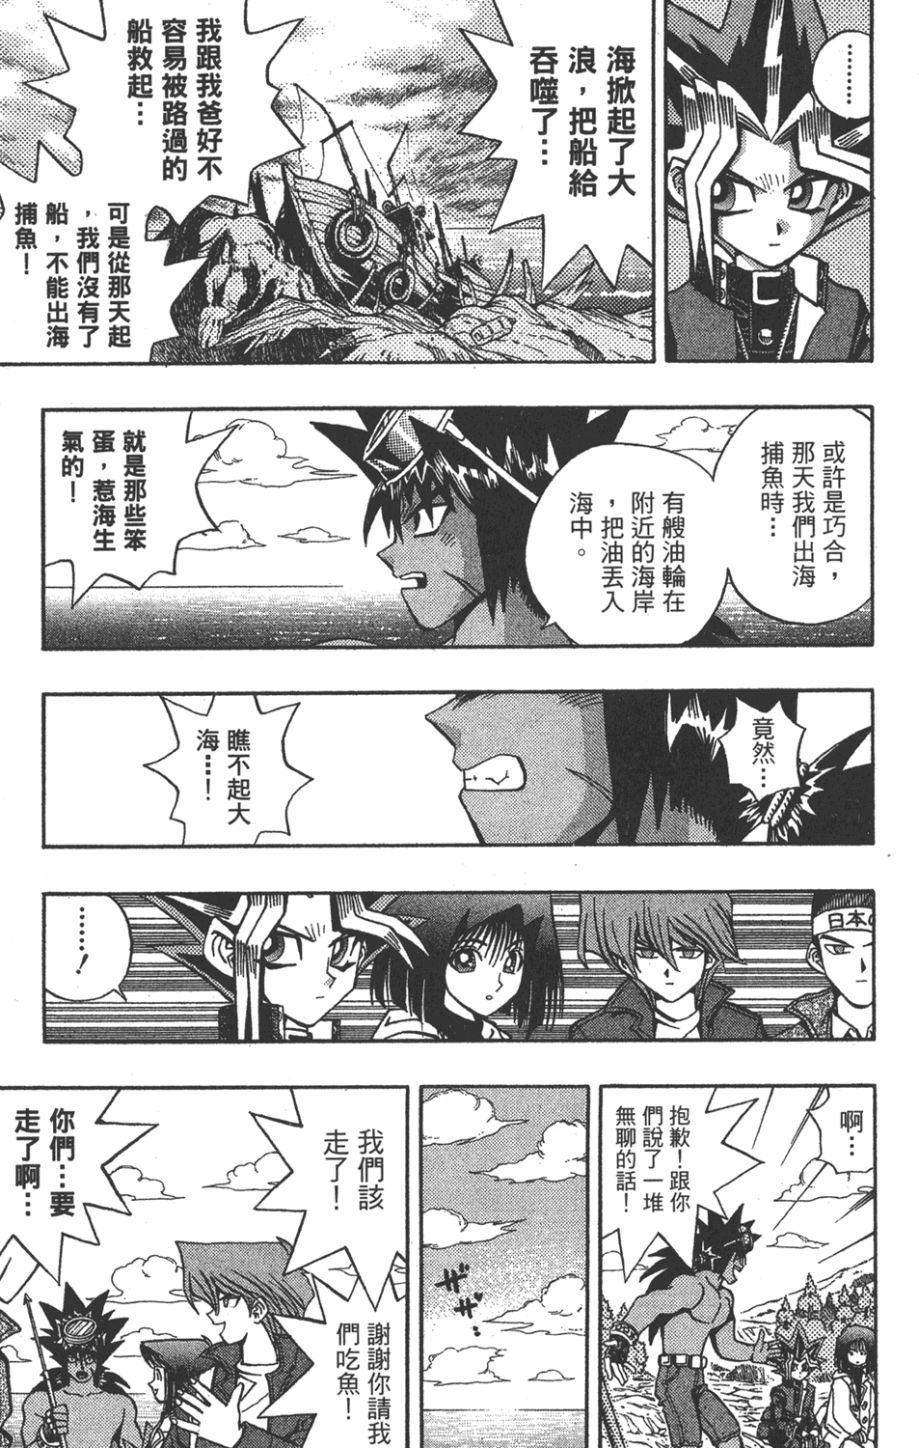 ………
海掀起了大
浪，把船給
吞噬了…
我跟我爸好不
容易被路過的
船救起…
可是從那天起
，我們沒有了
船，不能出海
捕魚！
或許是巧合，
那天我們出海
捕魚時…
有艘油輪在
附近的海岸
，把油丟入
海中。
就是那些笨
蛋，惹海生
氣的！
竟然…
瞧不起大
海…！
日本の
……！
啊…
抱歉！跟你
們說了一堆
無聊的話！
ザ
ザ…
我們該
走了！
謝謝你請我
們吃魚！
你們…要
走了啊…